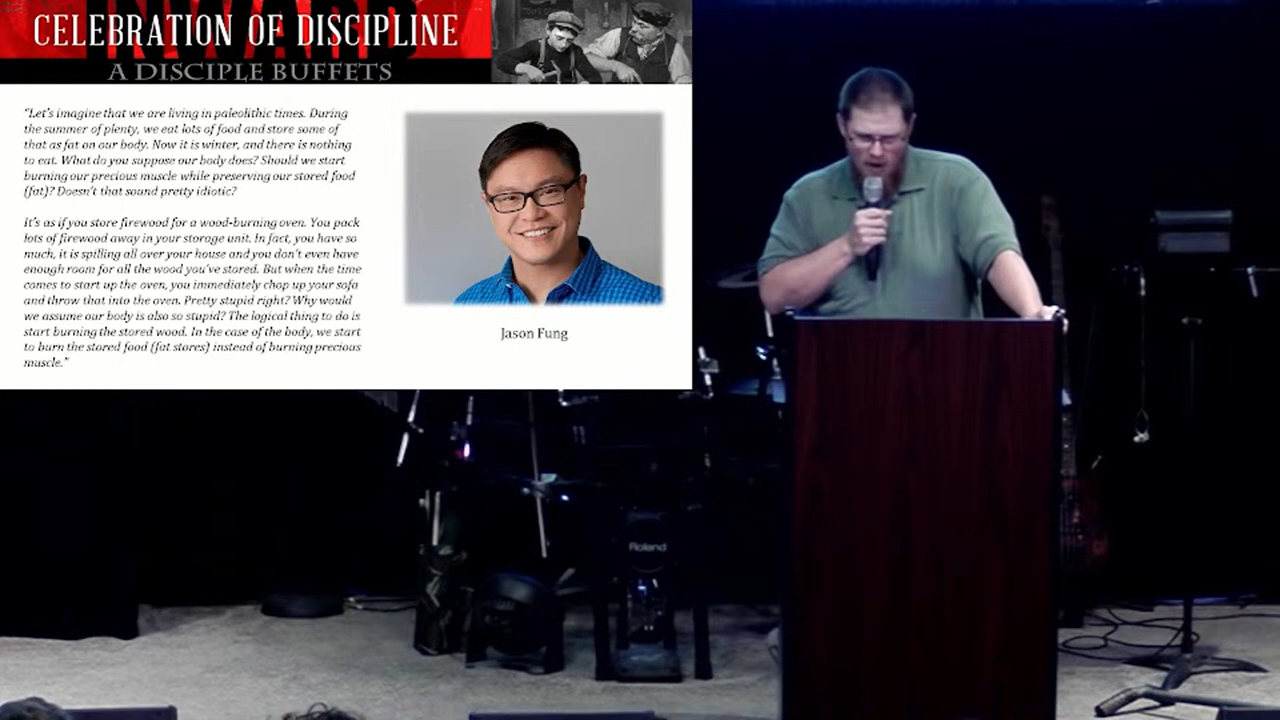 CELEBRATION OF DISCIPLINE
A DISCIPLE BUFFETS
"Let's imagine that we are living in paleolithic times. During
the summer of plenty, we eat lots of food and store some of
that as fat on our body. Now it is winter, and there is nothing
to eat. What do you suppose our body does? Should we start
burning our precious muscle while preserving our stored food
(fat)? Doesn't that sound pretty idiotic?
It's as if you store firewood for a wood-burning oven. You pack
lots of firewood away in your storage unit. In fact, you have so
much, it is spilling all over your house and you don't even have
enough room for all the wood you've stored. But when the time
comes to start up the oven, you immediately chop up your sofa
and throw that into the oven. Pretty stupid right? Why would
we assume our body is also so stupid? The logical thing to do is
start burning the stored wood. In the case of the body, we start
to burn the stored food (fat stores) instead of burning precious
muscle."
Jason Fung
Roland